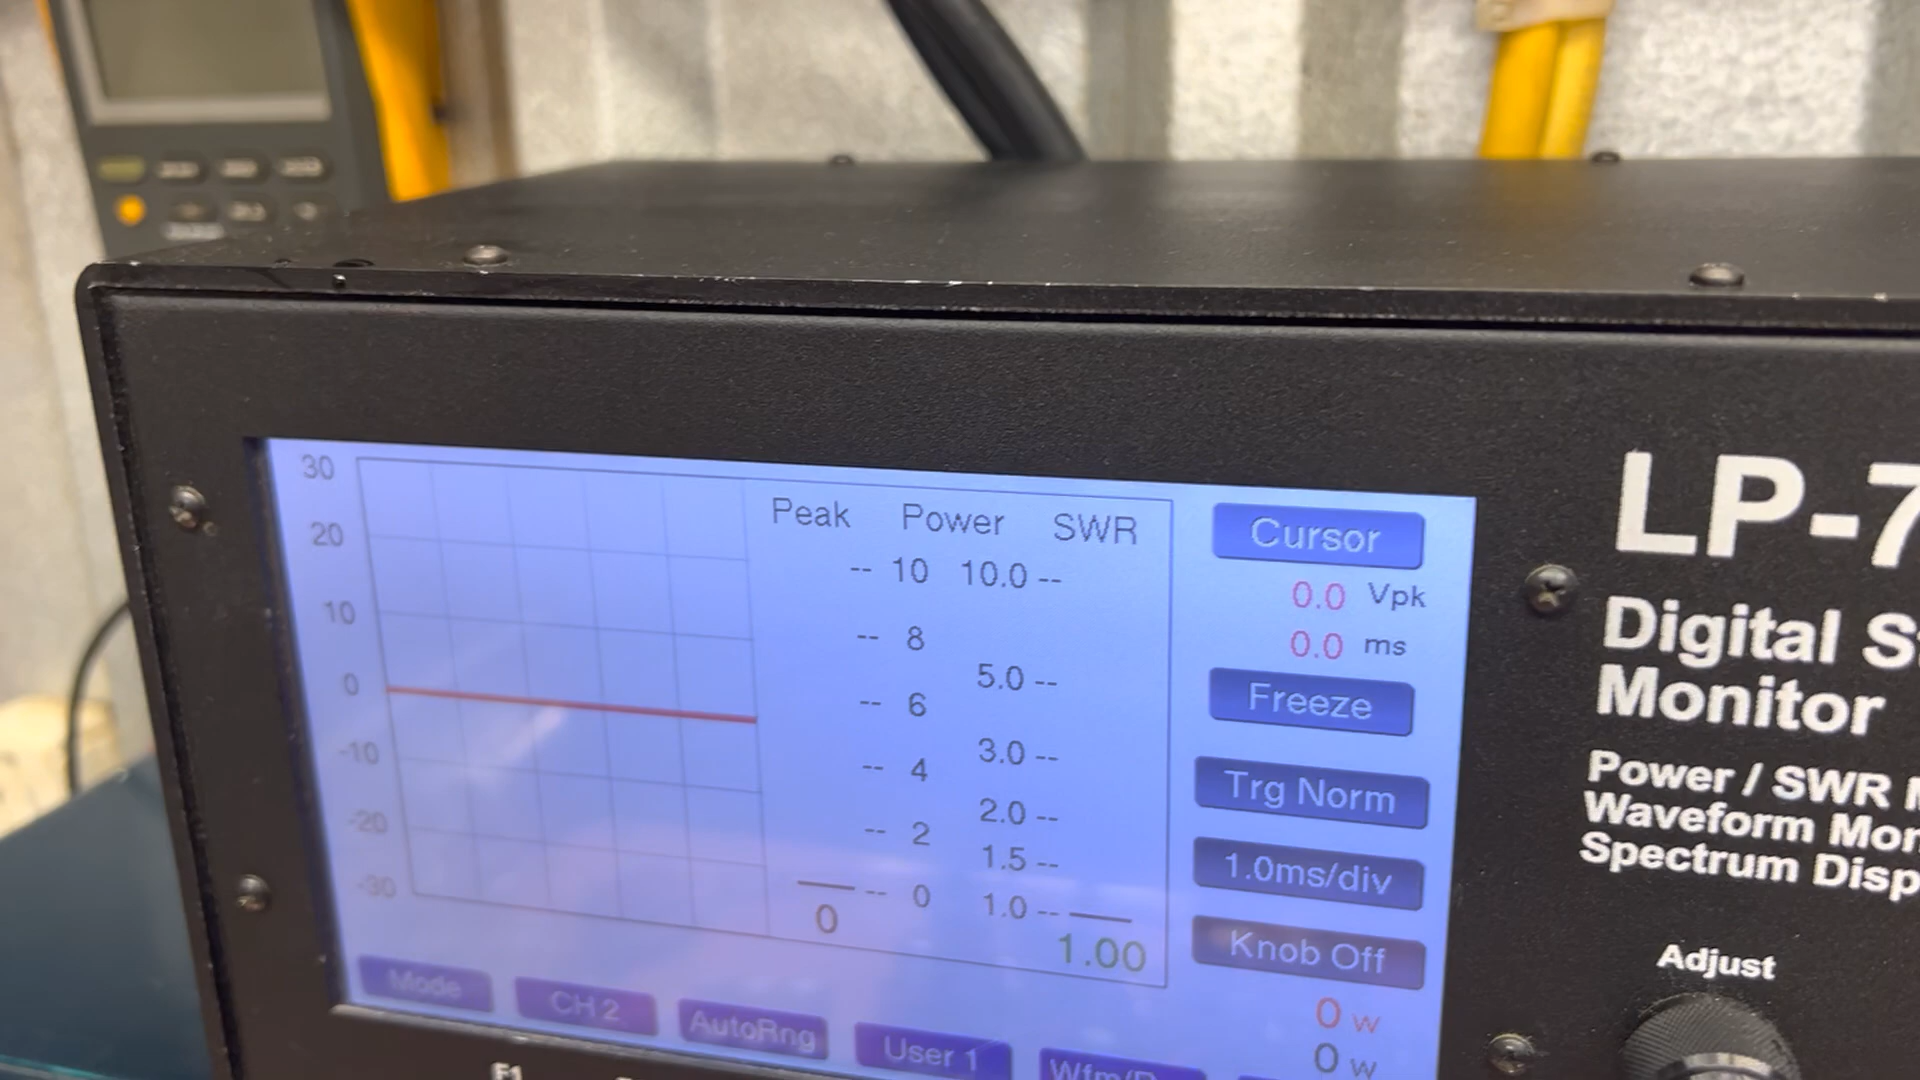 30
20
10
0
-10
-20
-30
Peak Power SWR
-- 10 10.0 --
-- 8
5.0 --
-- 6
3.0 --
-- 4
2.0 --
-- 2
1.5 --
-- 0
1.0 --
0
1.00
Cursor
0.0 Vpk
0.0 ms
Freeze
Trg Norm
1.0ms/div
Knob Off
0 w
0 w
Mode
CH 2
AutoRng
User 1
F1
LP-7
Digital S
Monitor
Power / SWR M
Waveform Mon
Spectrum Disp
Adjust